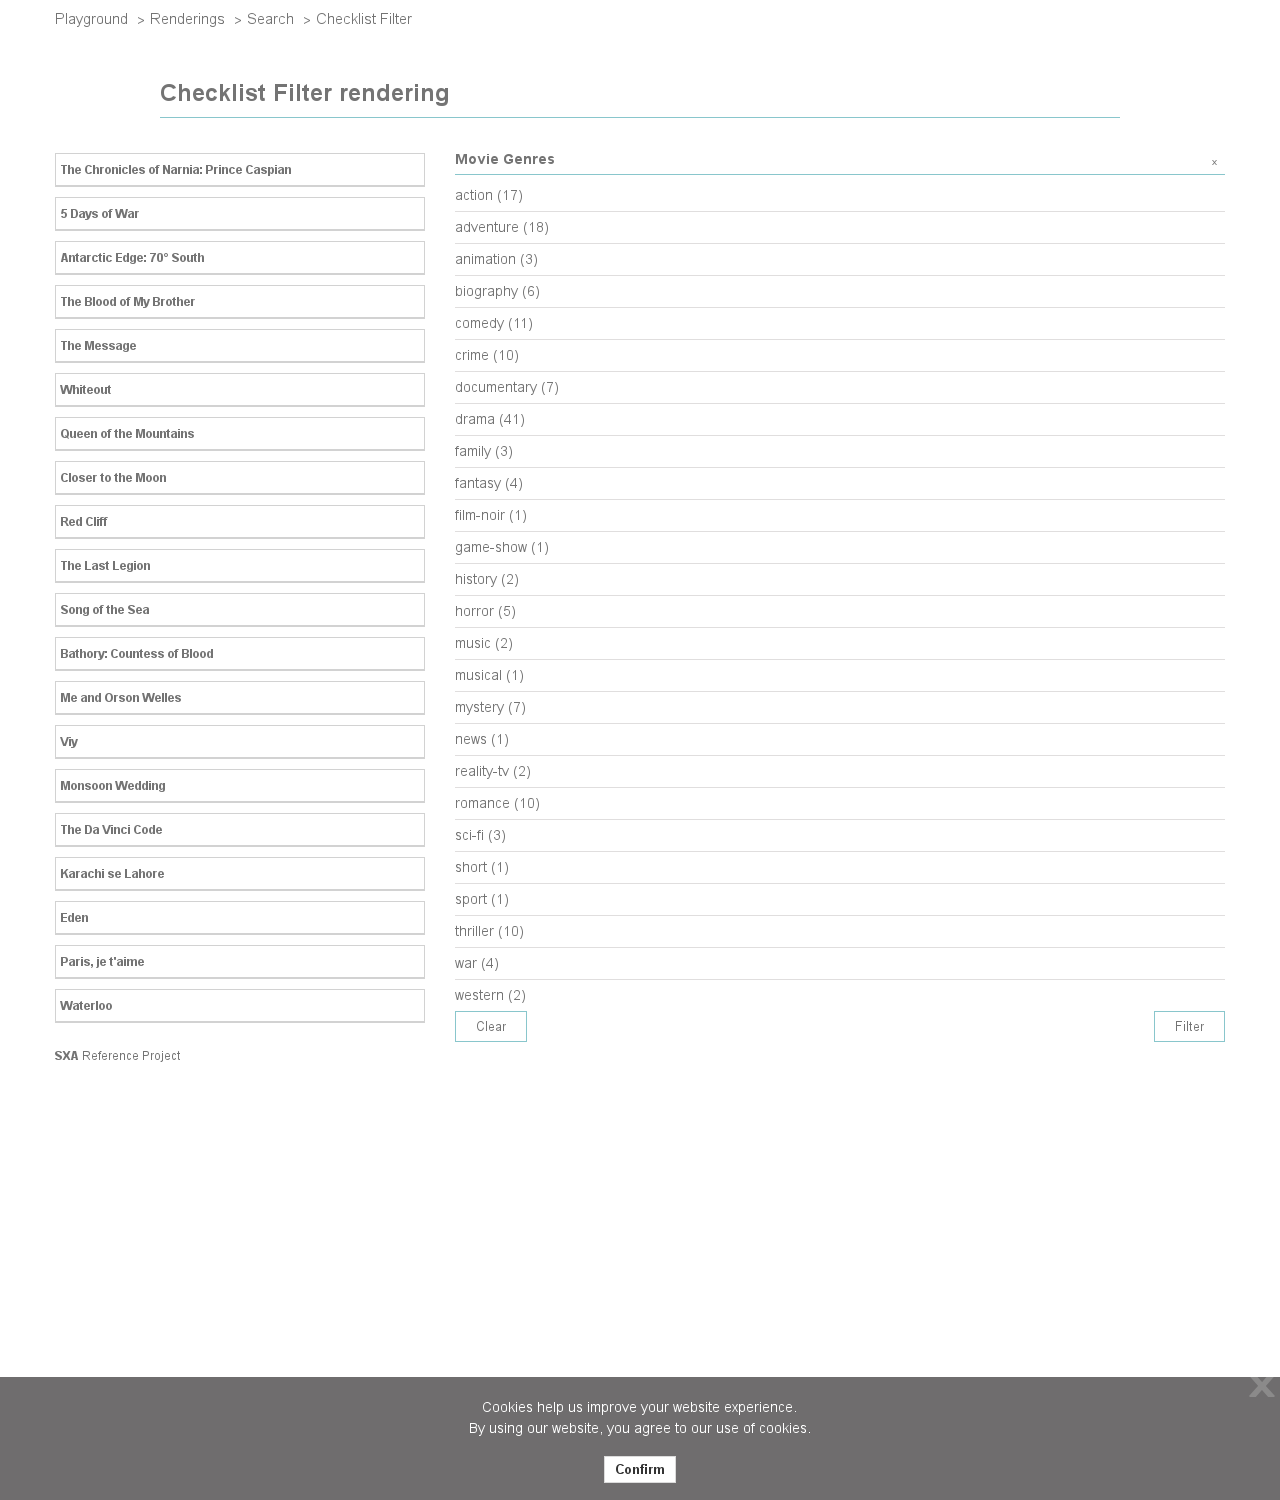 Playground > Renderings > Search > Checklist Filter
Checklist Filter rendering
The Chronicles of Narnia: Prince Caspian
5 Days of War
Antarctic Edge: 70° South
The Blood of My Brother
The Message
Whiteout
Queen of the Mountains
Closer to the Moon
Red Cliff
The Last Legion
Song of the Sea
Bathory: Countess of Blood
Me and Orson Welles
Viy
Monsoon Wedding
The Da Vinci Code
Karachi se Lahore
Eden
Paris, je t'aime
Waterloo
Movie Genres x
action (17)
adventure (18)
animation (3)
biography (6)
comedy (11)
crime (10)
documentary (7)
drama (41)
family (3)
fantasy (4)
film-noir (1)
game-show (1)
history (2)
horror (5)
music (2)
musical (1)
mystery (7)
news (1)
reality-tv (2)
romance (10)
sci-fi (3)
short (1)
sport (1)
thriller (10)
war (4)
western (2)
Clear Filter
SXA Reference Project
X
Cookies help us improve your website experience.
By using our website, you agree to our use of cookies.
Confirm